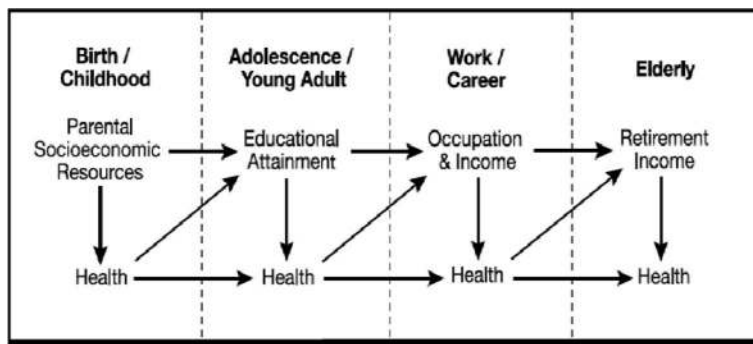 Birth /
Childhood
Adolescence /
Young Adult
Work /
Career
Elderly
Parental
Socioeconomic
Resources
Educational
Attainment
Occupation
& Income
Retirement
Income
Health
Health
Health
Health